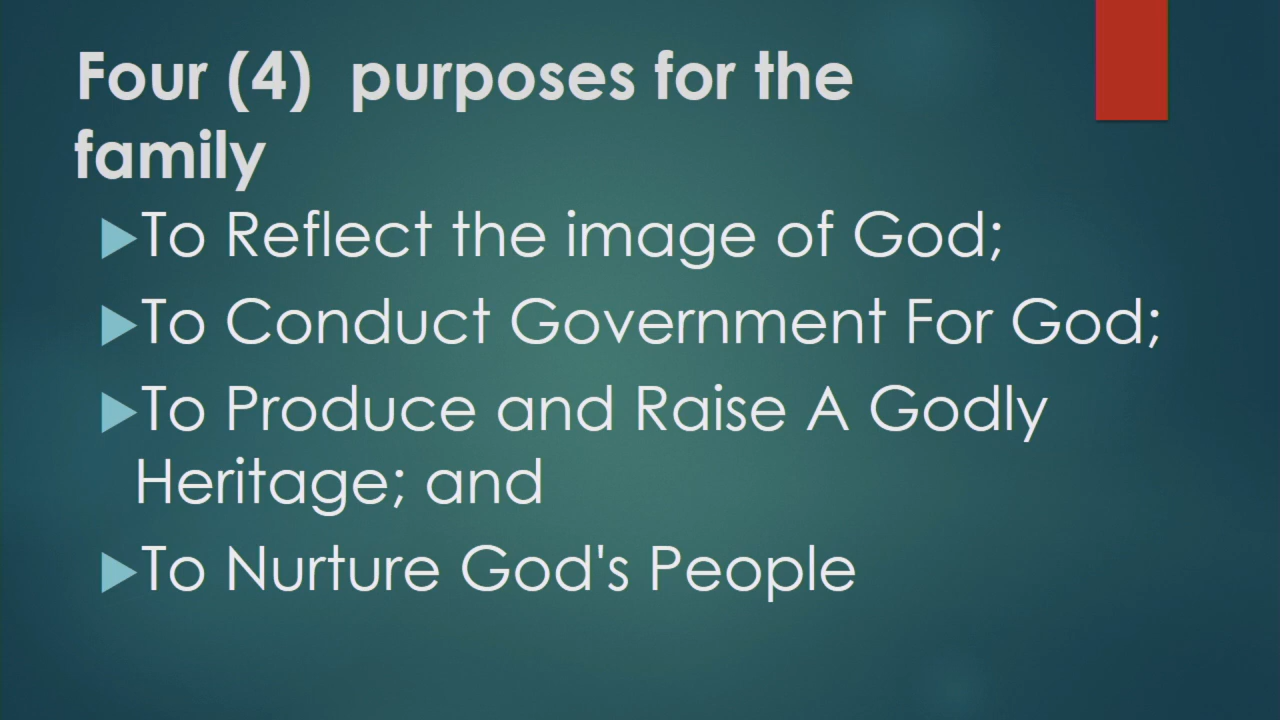 Four (4)  purposes for the
family
To Reflect the image of God;
To Conduct Government For God;
To Produce and Raise A Godly
Heritage; and
To Nurture God's People